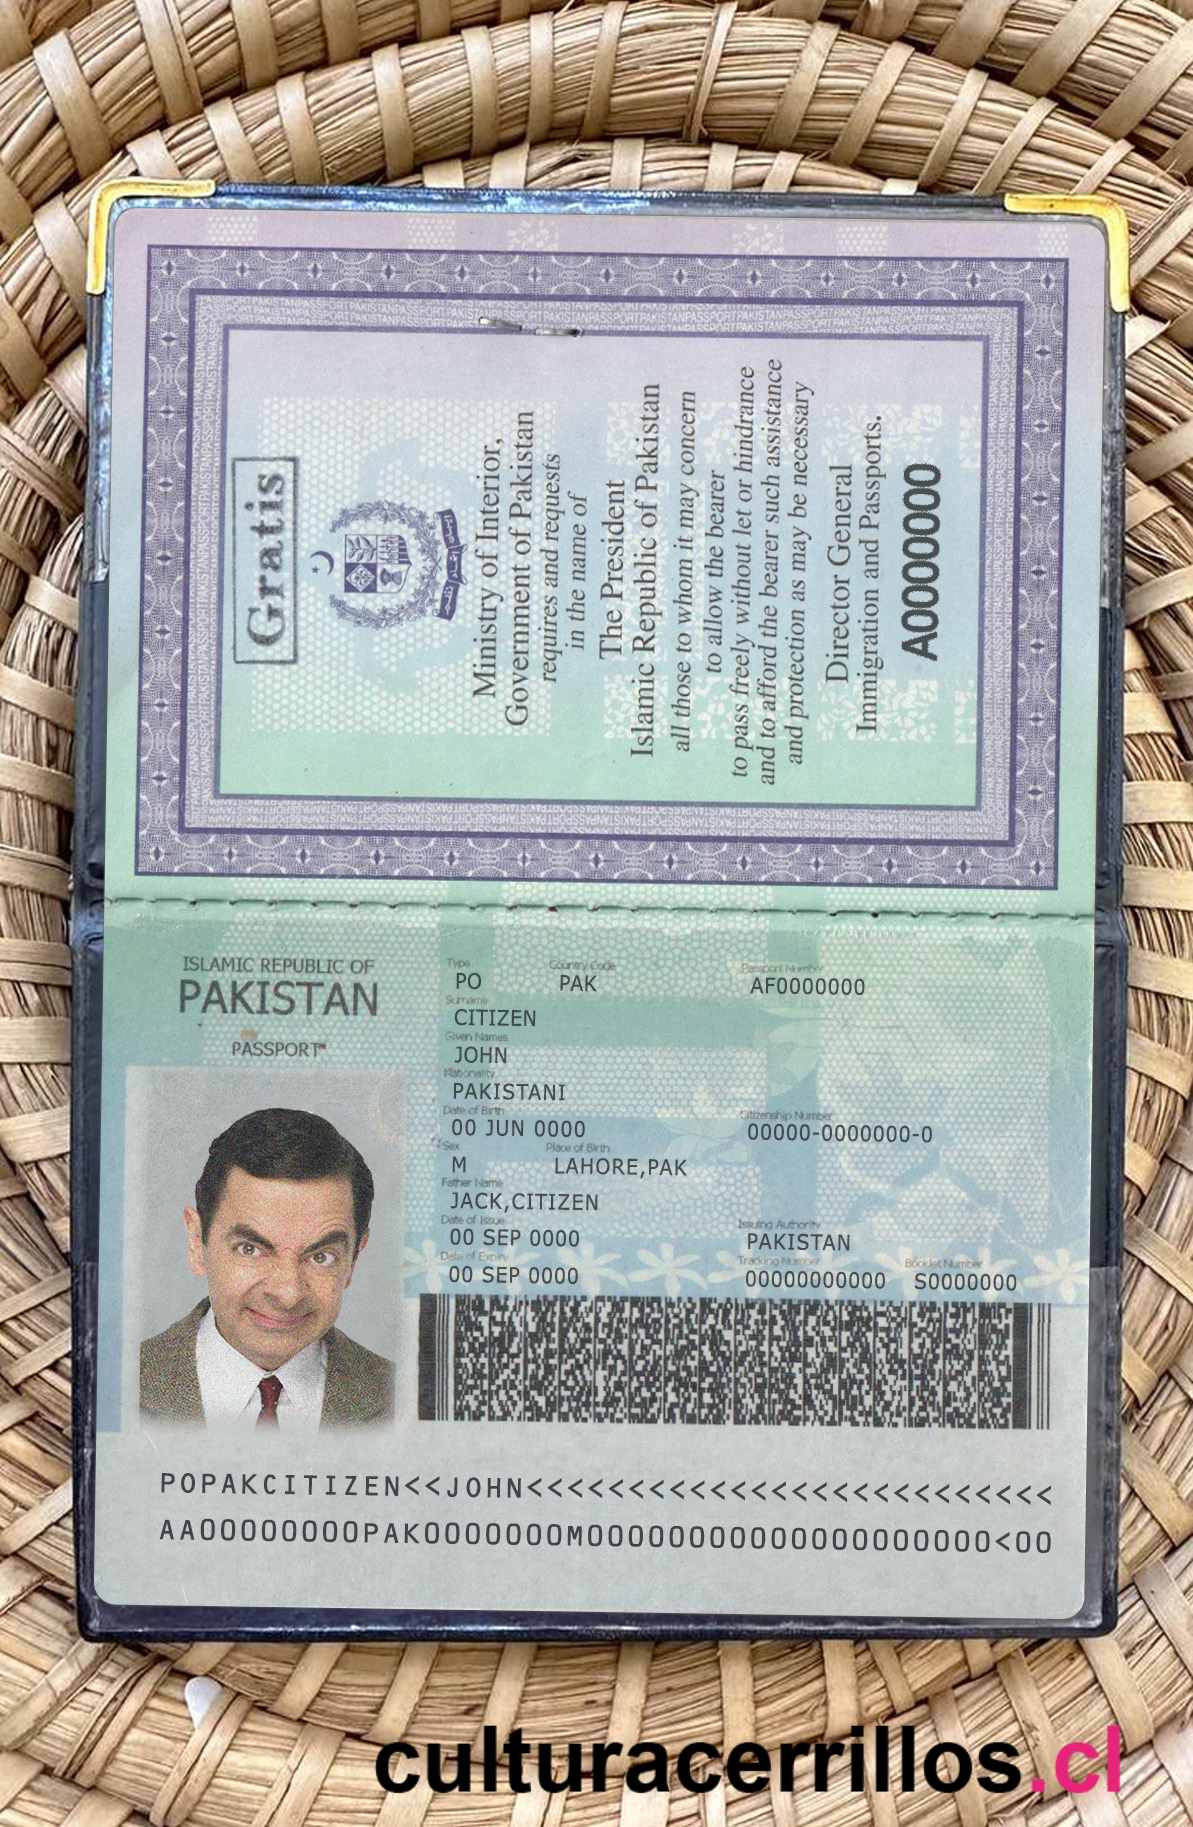 Gratis
Ministry of Interior,
Government of Pakistan
requires and requests
in the name of
The President
Islamic Republic of Pakistan
all those to whom it may concern
to allow the bearer
to pass freely without let or hindrance
and to afford the bearer such assistance
and protection as may be necessary
Director General
Immigration and Passports.
A0000000
ISLAMIC REPUBLIC OF
PAKISTAN
PASSPORT
Type Country Code Passport Number
PO PAK AF0000000
Surname
CITIZEN
Given Names
JOHN
Nationality
PAKISTANI
Date of Birth Citizenship Number
00 JUN 0000 00000-0000000-0
Sex Place of Birth
M LAHORE,PAK
Father Name
JACK,CITIZEN
Date of Issue Issuing Authority
00 SEP 0000 PAKISTAN
Date of Expiry Tracking Number Booklet Number
00 SEP 0000 00000000000 S0000000
POPAKCITIZEN<<JOHN<<<<<<<<<<<<<<<<<<<<<<<<<<
AA00000000PAK0000000M00000000000000000000<00
culturacerrillos.cl